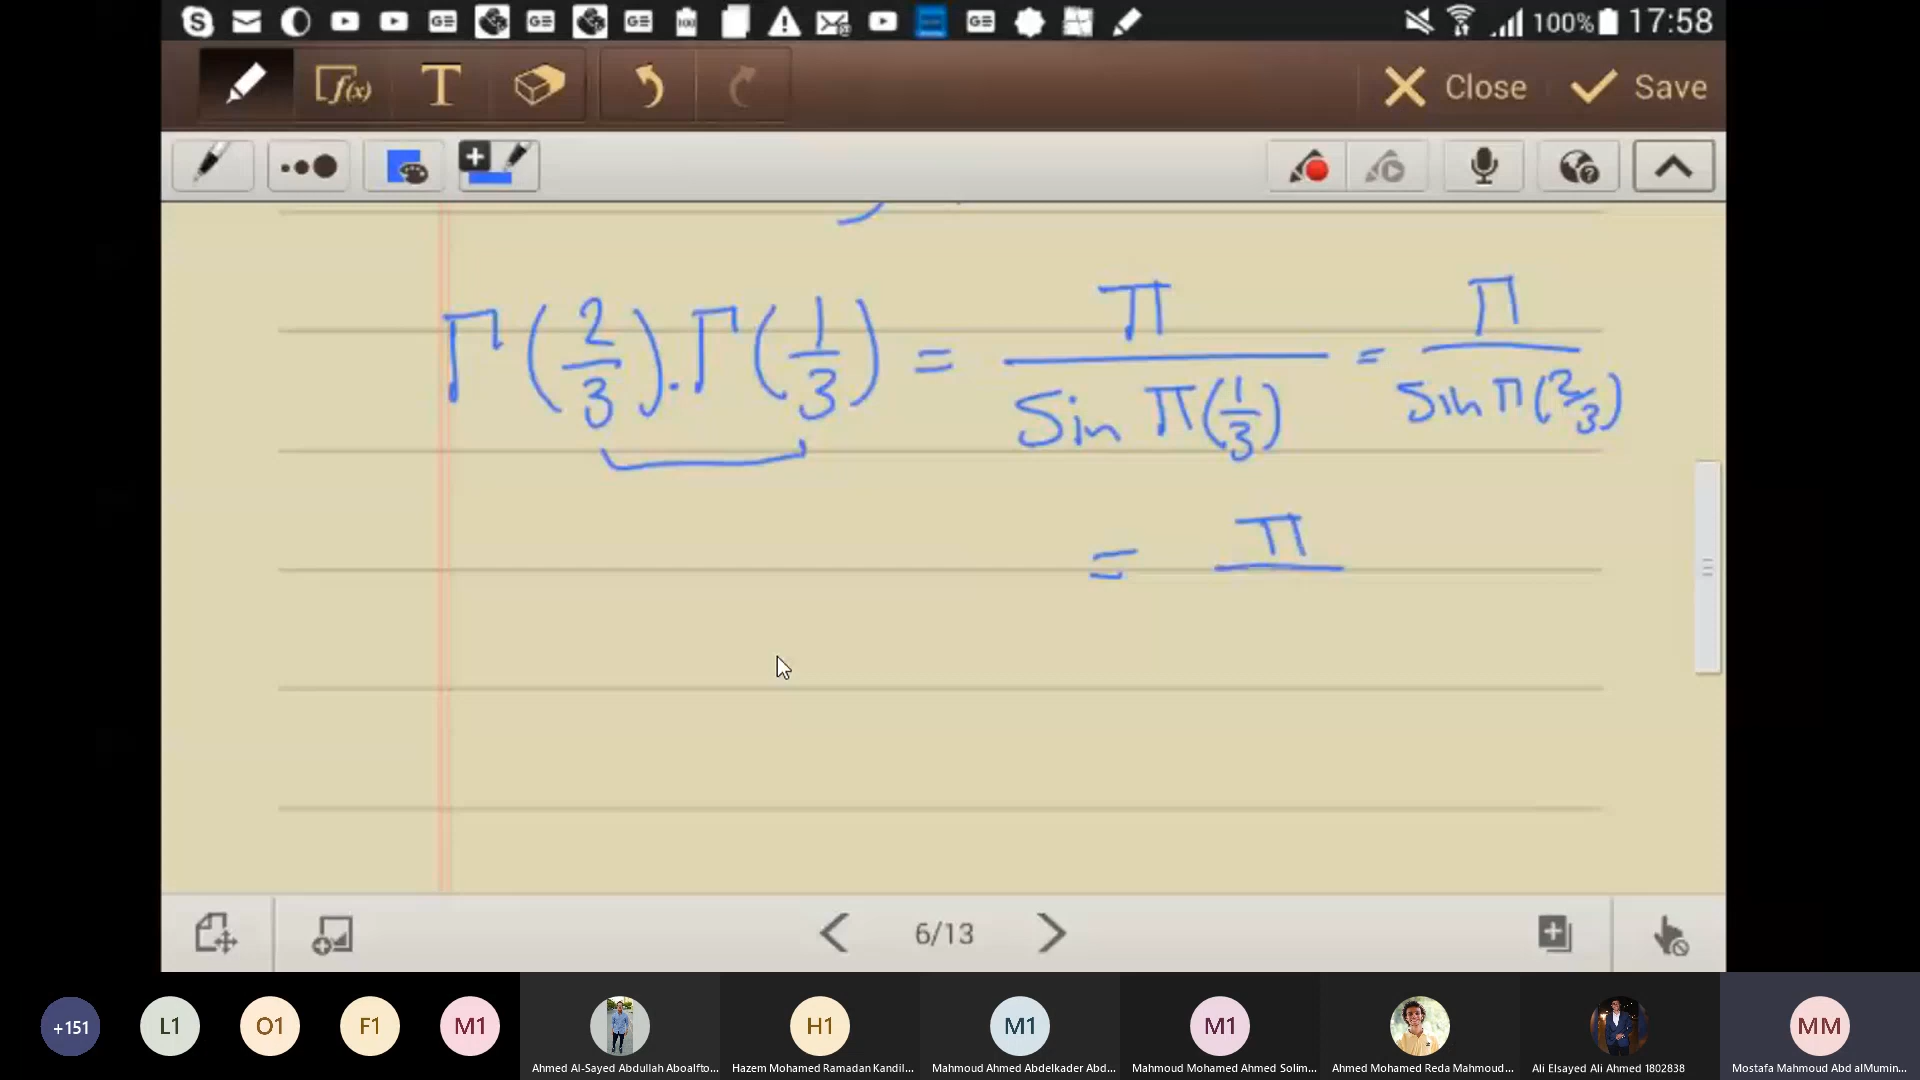 100% 17:58
f(x) T Close Save
Γ(2/3).Γ(1/3) = π/Sin π(1/3) = π/Sin π(2/3)
= π
6/13
+151 L1 O1 F1 M1 H1 M1 M1 MM
Ahmed Al-Sayed Abdullah Aboalfto... Hazem Mohamed Ramadan Kandil... Mahmoud Ahmed Abdelkader Abd... Mahmoud Mohamed Ahmed Solim... Ahmed Mohamed Reda Mahmoud... Ali Elsayed Ali Ahmed 1802838 Mostafa Mahmoud Abd alMumin...